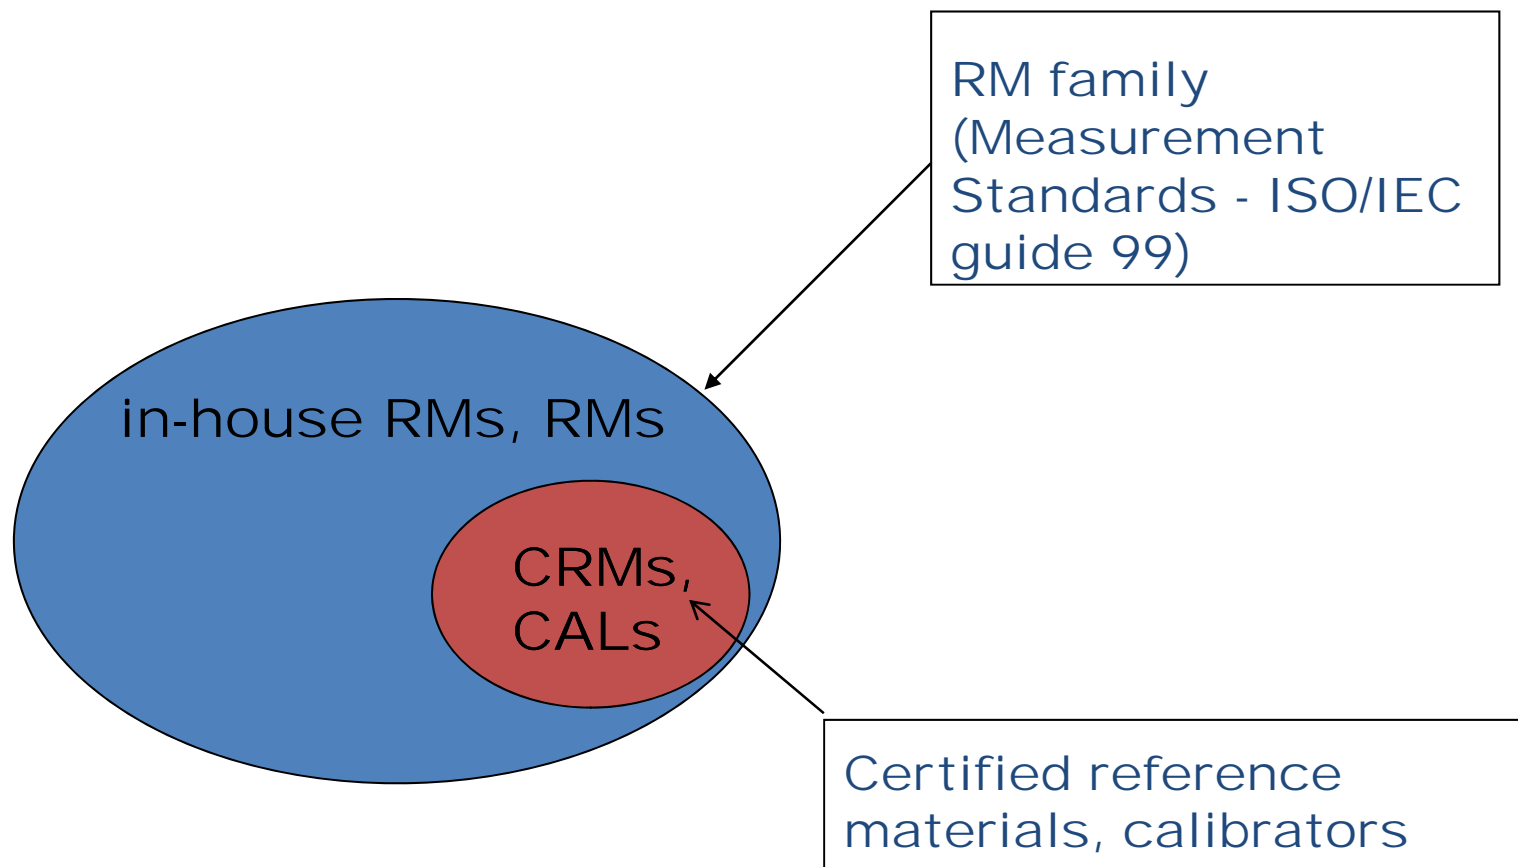 RM family
(Measurement
Standards - ISO/IEC
guide 99)
in-house RMs, RMs
CRMs,
CALs
Certified reference
materials, calibrators